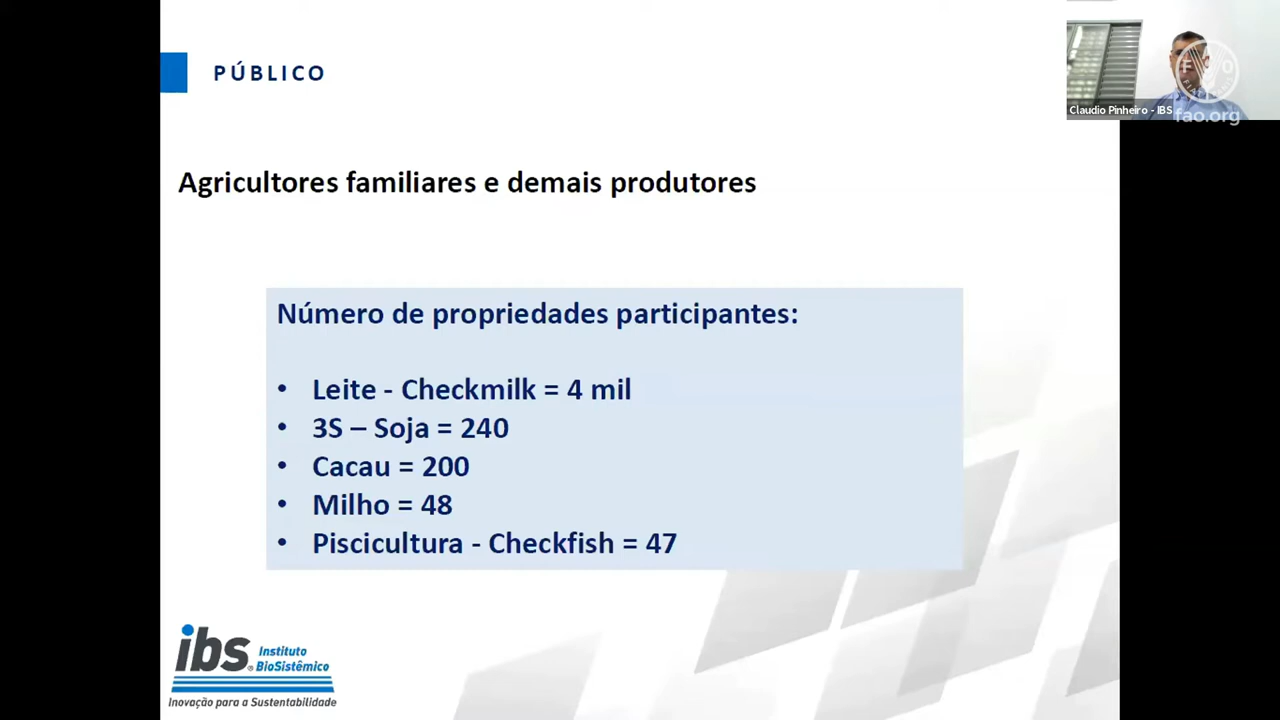 PÚBLICO
Agricultores familiares e demais produtores
Número de propriedades participantes:
• Leite - Checkmilk = 4 mil
• 3S – Soja = 240
• Cacau = 200
• Milho = 48
• Piscicultura - Checkfish = 47
ibs® Instituto
BioSistêmico
Inovação para a Sustentabilidade
Claudio Pinheiro - IBS
F O
fao.org